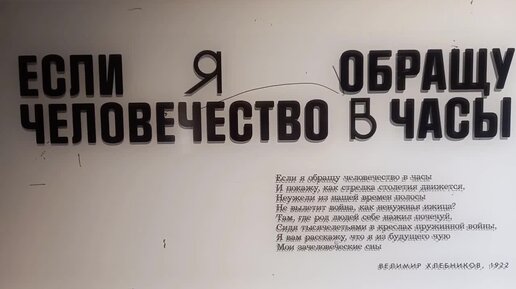 ЕСЛИ Я ОБРАЩУ
ЧЕЛОВЕЧЕСТВО В ЧАСЫ
Если я обращу человечество в часы
И покажу, как стрелка столетия движется,
Неужели из нашей времен полосы
Не вылетит война, как ненужная ижица?
Там, где род людей себе нажил почечуй,
Сидя тысячелетьями в креслах пружинной войны,
Я вам расскажу, что я из будущего чую
Мои зачеловеческие сны
ВЕЛИМИР ХЛЕБНИКОВ, 1922